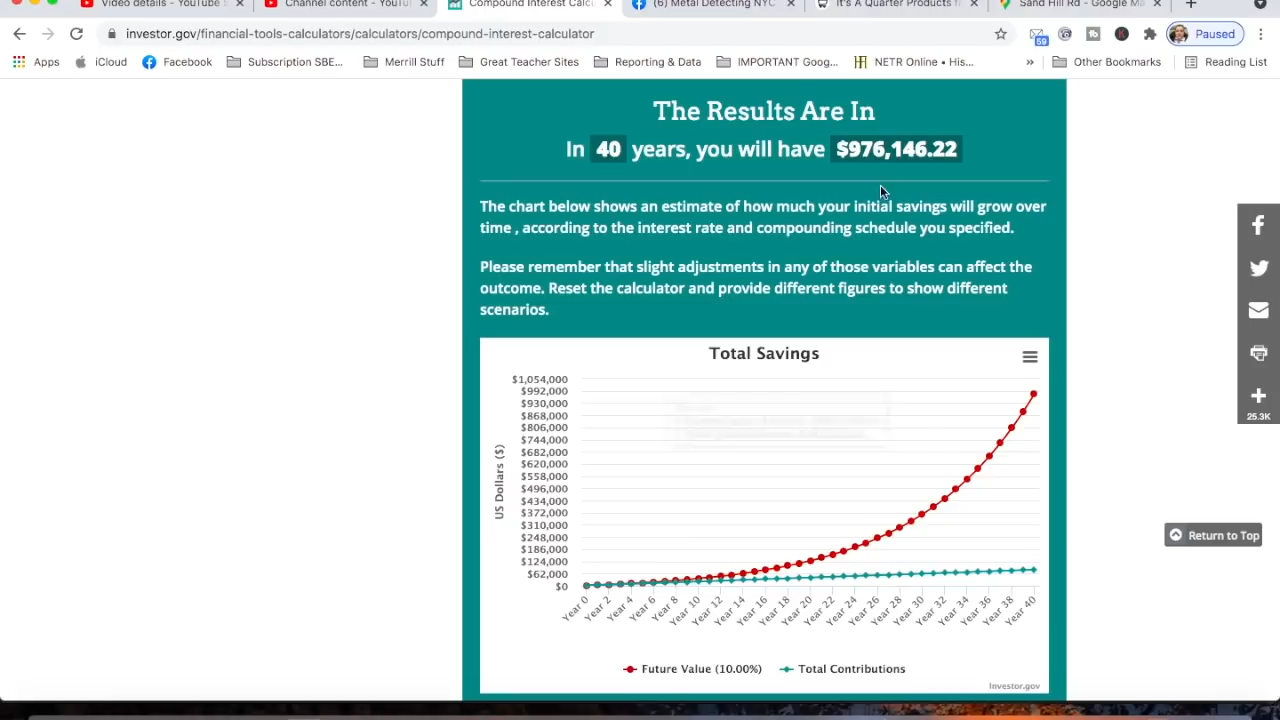 Video details - YouTube S
Channel content - YouTu
Compound Interest Calc
(6) Metal Detecting NYC
It's A Quarter Products
Sand Hill Rd - Google Ma
investor.gov/financial-tools-calculators/calculators/compound-interest-calculator
59
Paused
Apps
iCloud
Facebook
Subscription SBE...
Merrill Stuff
Great Teacher Sites
Reporting & Data
IMPORTANT Goog...
NETR Online • His...
»
Other Bookmarks
Reading List
The Results Are In
In 40 years, you will have $976,146.22
The chart below shows an estimate of how much your initial savings will grow over
time , according to the interest rate and compounding schedule you specified.
Please remember that slight adjustments in any of those variables can affect the
outcome. Reset the calculator and provide different figures to show different
scenarios.
25.3K
Total Savings
US Dollars ($)
$1,054,000
$992,000
$930,000
$868,000
$806,000
$744,000
$682,000
$620,000
$558,000
$496,000
$434,000
$372,000
$310,000
$248,000
$186,000
$124,000
$62,000
$0
Year 0
Year 2
Year 4
Year 6
Year 8
Year 10
Year 12
Year 14
Year 16
Year 18
Year 20
Year 22
Year 24
Year 26
Year 28
Year 30
Year 32
Year 34
Year 36
Year 38
Year 40
Future Value (10.00%)
Total Contributions
Investor.gov
Return to Top